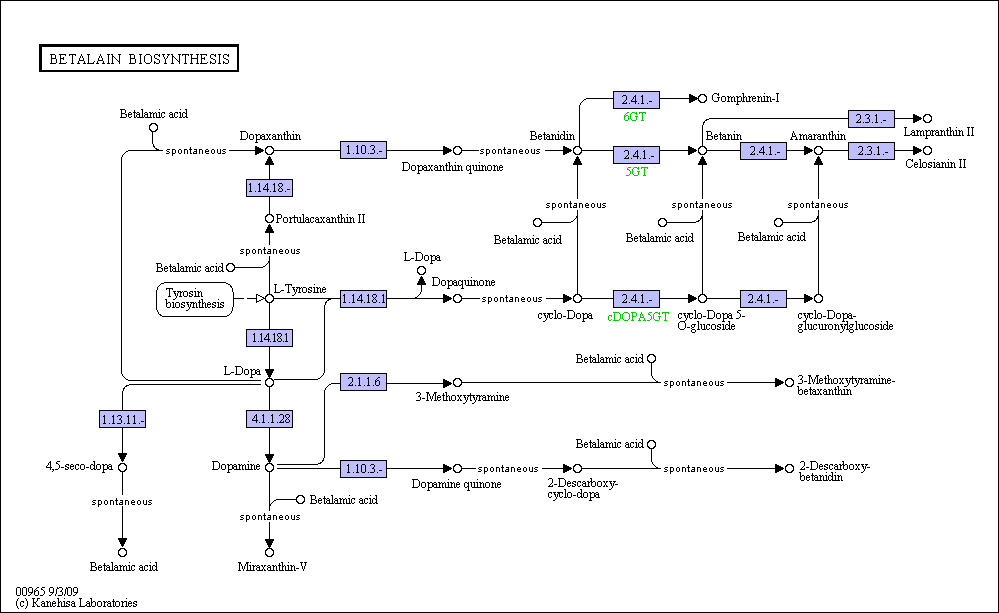 BETALAIN BIOSYNTHESIS
Betalamic acid
2.4.1.-
Gomphrenin-I
6GT
2.3.1.-
Lampranthin II
Dopaxanthin
Betanidin
Betanin
Amaranthin
spontaneous
1.10.3.-
Dopaxanthin quinone
spontaneous
2.4.1.-
5GT
2.4.1.-
2.3.1.-
Celosianin II
1.14.18.-
Portulacaxanthin II
spontaneous
spontaneous
spontaneous
Betalamic acid
Betalamic acid
Betalamic acid
spontaneous
Betalamic acid
L-Dopa
Tyrosin
biosynthesis
L-Tyrosine
1.14.18.1
Dopaquinone
spontaneous
cyclo-Dopa
2.4.1.-
cDOPA5GT
cyclo-Dopa 5-
O-glucoside
2.4.1.-
cyclo-Dopa-
glucuronylglucoside
1.14.18.1
L-Dopa
2.1.1.6
3-Methoxytyramine
Betalamic acid
spontaneous
3-Methoxytyramine-
betaxanthin
1.13.11.-
4.1.1.28
4,5-seco-dopa
Dopamine
1.10.3.-
Dopamine quinone
spontaneous
2-Descarboxy-
cyclo-dopa
Betalamic acid
spontaneous
2-Descarboxy-
betanidin
spontaneous
Betalamic acid
spontaneous
Betalamic acid
Miraxanthin-V
00965 9/3/09
(c) Kanehisa Laboratories